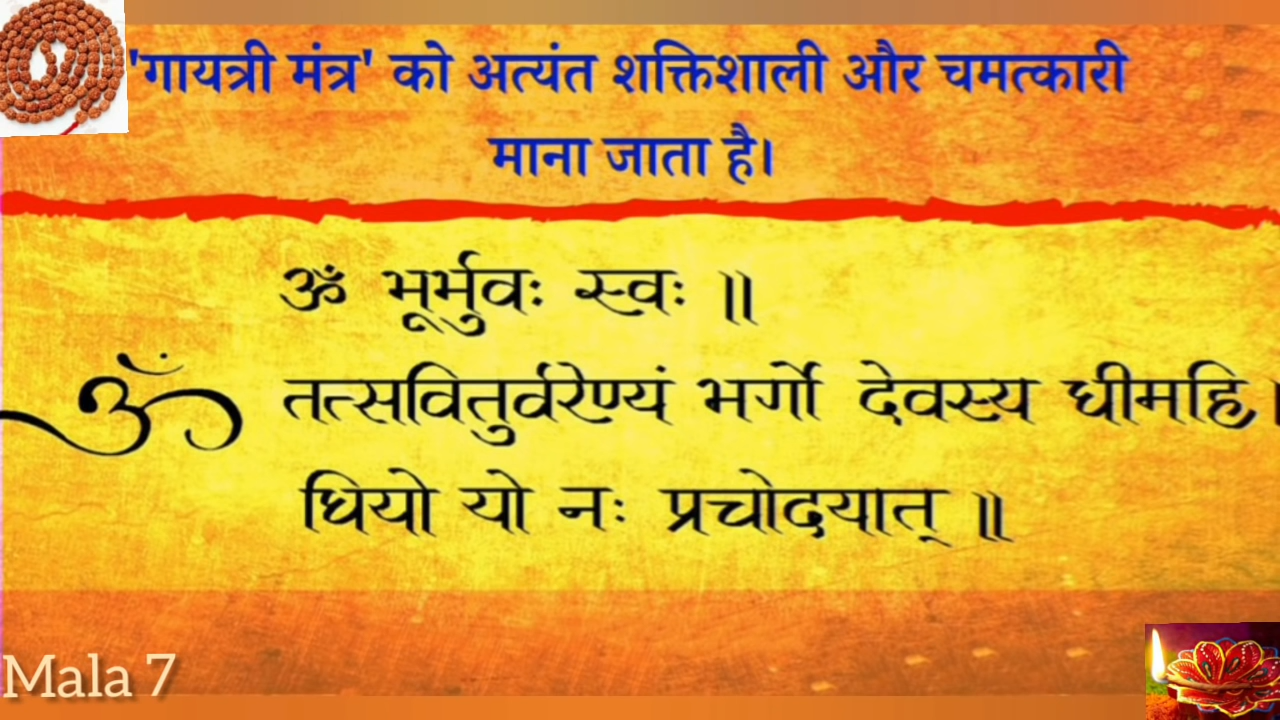 'गायत्री मंत्र' को अत्यंत शक्तिशाली और चमत्कारी
माना जाता है।
ॐ भूर्भुवः स्वः ॥
ॐ
तत्सवितुर्वरेण्यं भर्गो देवस्य धीमहि,।
धियो यो नः प्रचोदयात् ॥
Mala 7